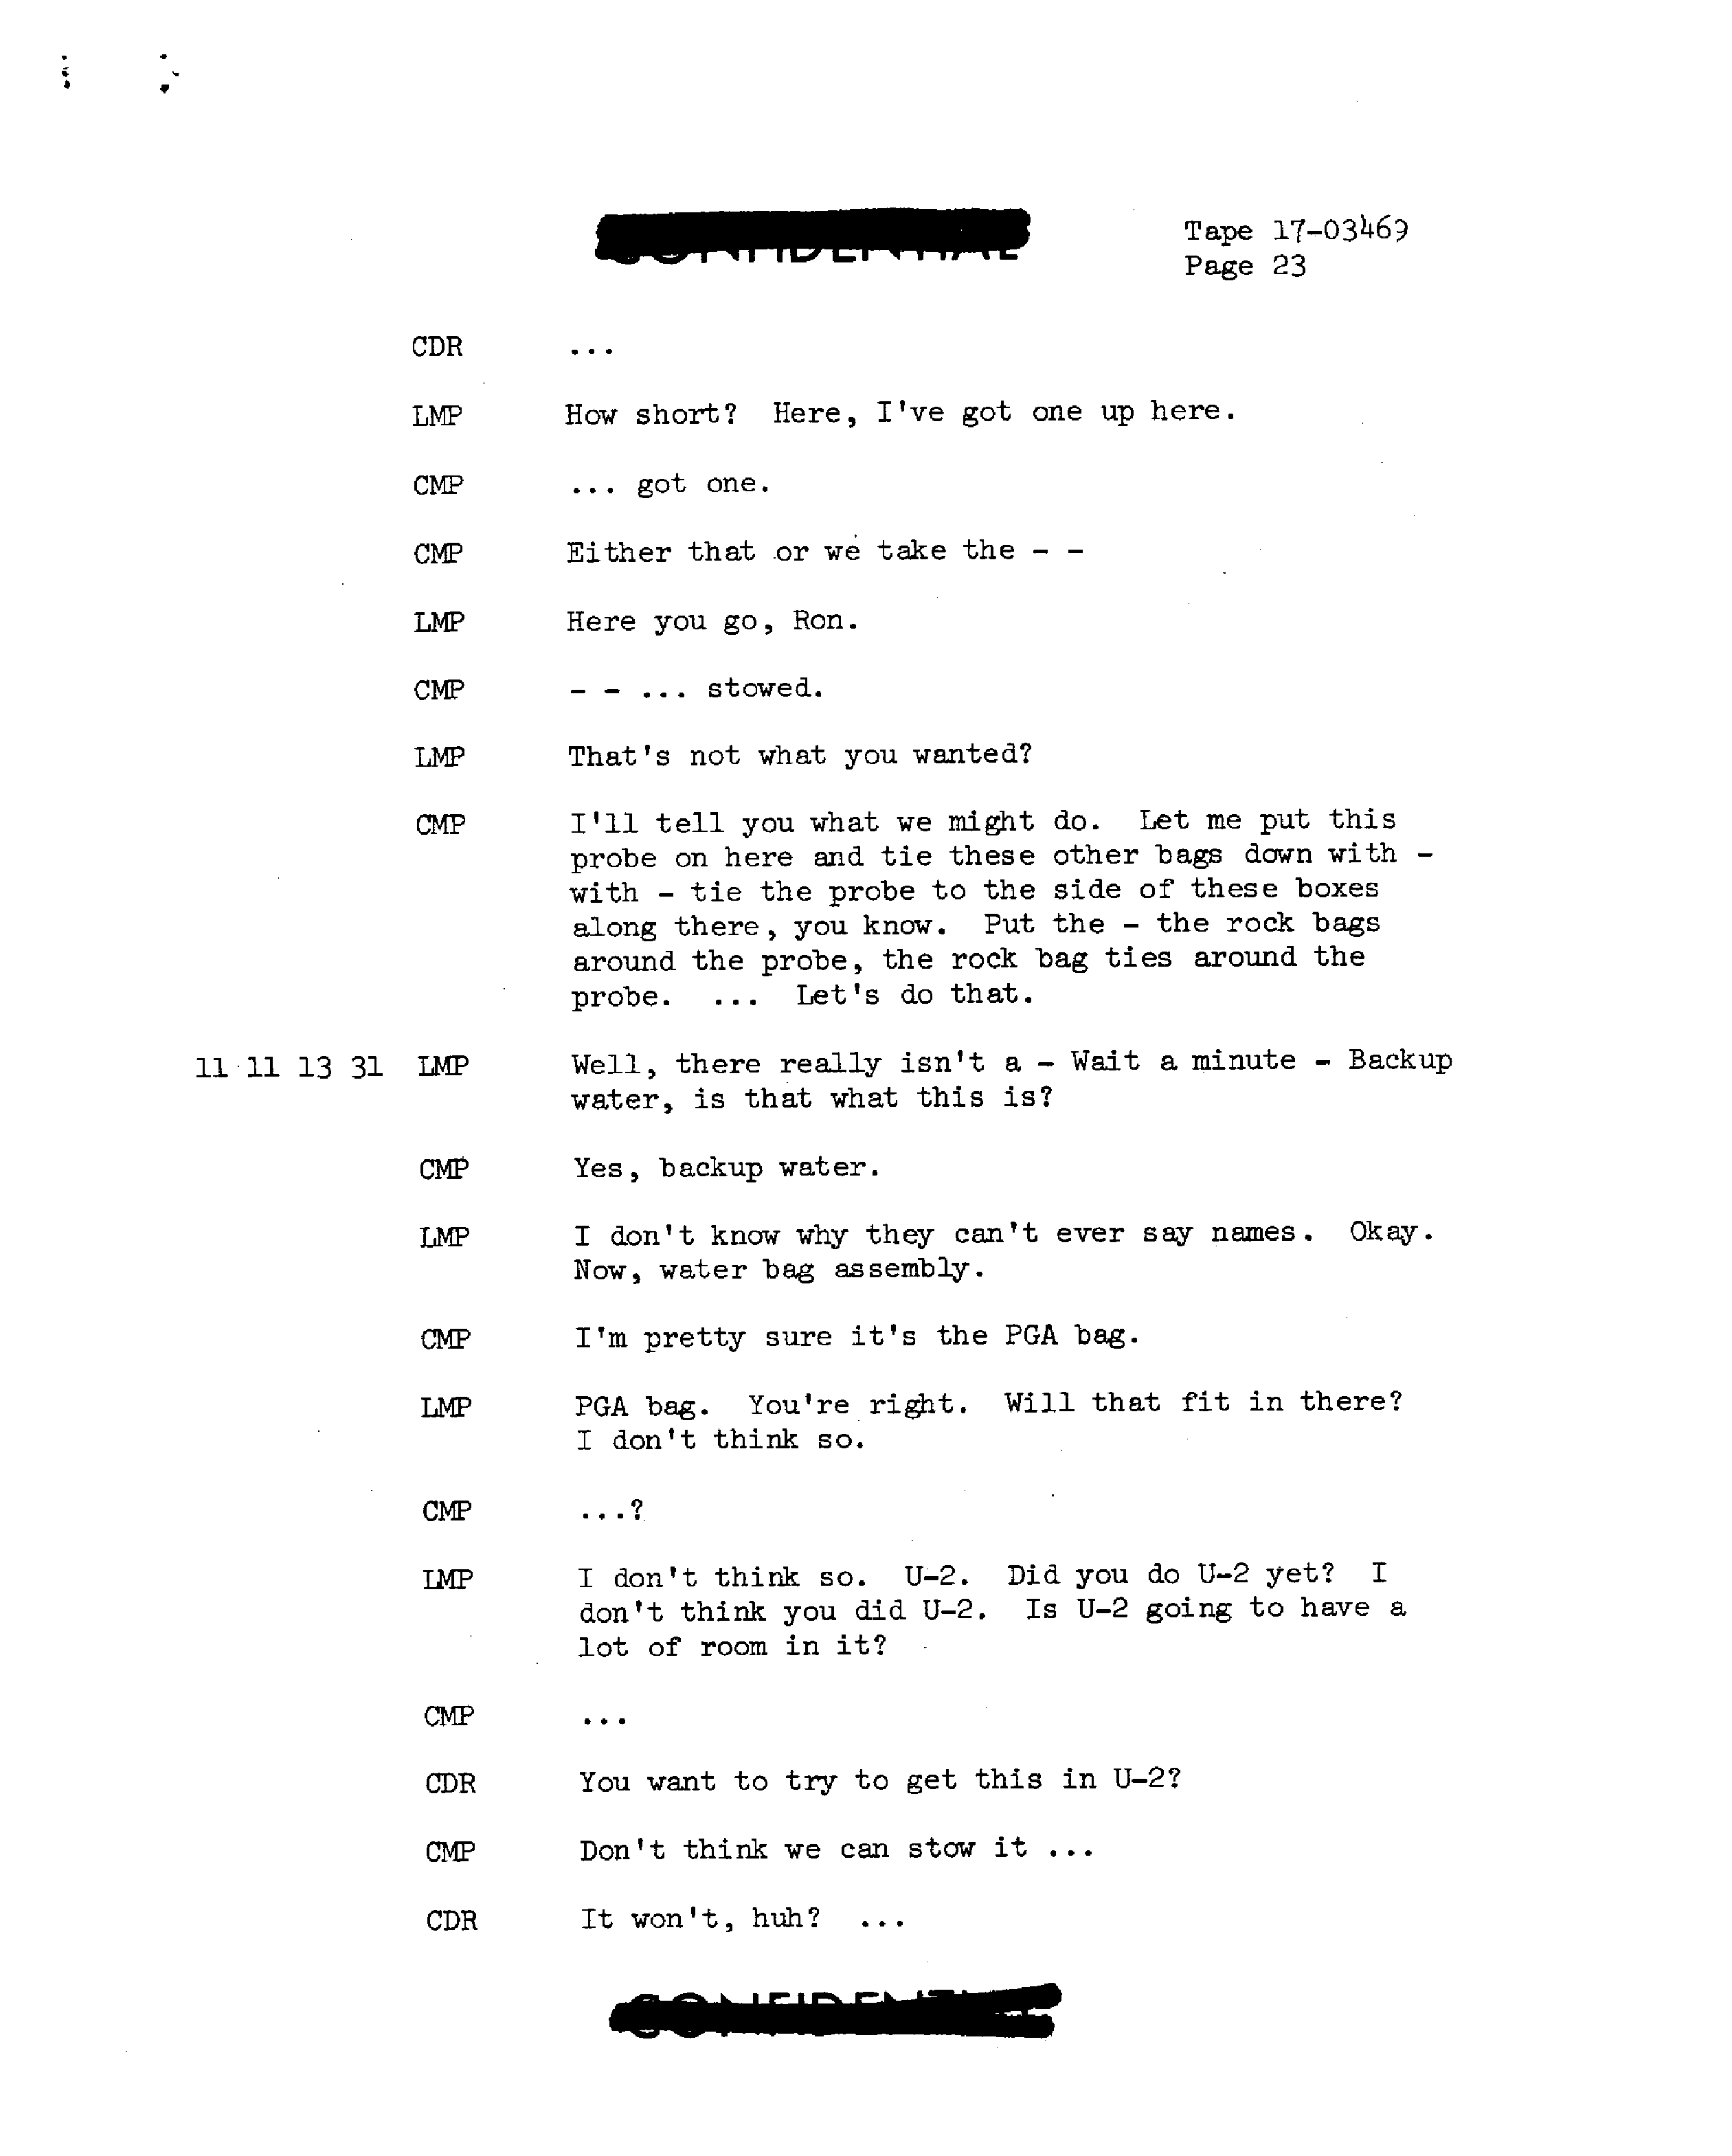 CONFIDENTIAL
Tape 17-03469
Page 23
CDR ...
LMP How short? Here, I've got one up here.
CMP ... got one.
CMP Either that or we take the - -
LMP Here you go, Ron.
CMP - - ... stowed.
LMP That's not what you wanted?
CMP I'll tell you what we might do. Let me put this
probe on here and tie these other bags down with -
with - tie the probe to the side of these boxes
along there, you know. Put the - the rock bags
around the probe, the rock bag ties around the
probe. ... Let's do that.
11 11 13 31 LMP Well, there really isn't a - Wait a minute - Backup
water, is that what this is?
CMP Yes, backup water.
LMP I don't know why they can't ever say names. Okay.
Now, water bag assembly.
CMP I'm pretty sure it's the PGA bag.
LMP PGA bag. You're right. Will that fit in there?
I don't think so.
CMP ...?
LMP I don't think so. U-2. Did you do U-2 yet? I
don't think you did U-2. Is U-2 going to have a
lot of room in it?
CMP ...
CDR You want to try to get this in U-2?
CMP Don't think we can stow it ...
CDR It won't, huh? ...
CONFIDENTIAL